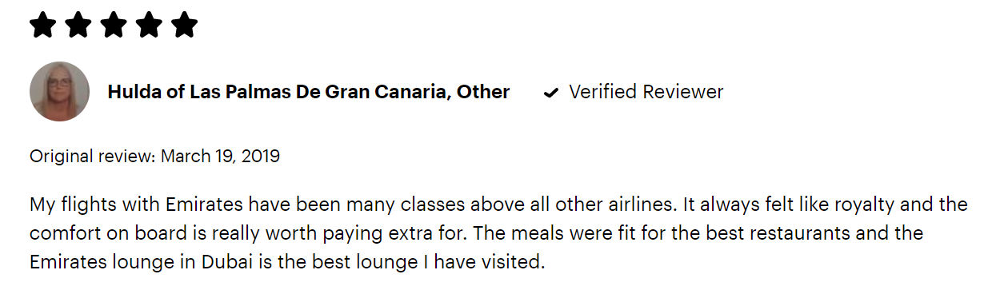 Hulda of Las Palmas De Gran Canaria, Other
Verified Reviewer
Original review: March 19, 2019
My flights with Emirates have been many classes above all other airlines. It always felt like royalty and the
comfort on board is really worth paying extra for. The meals were fit for the best restaurants and the
Emirates lounge in Dubai is the best lounge I have visited.